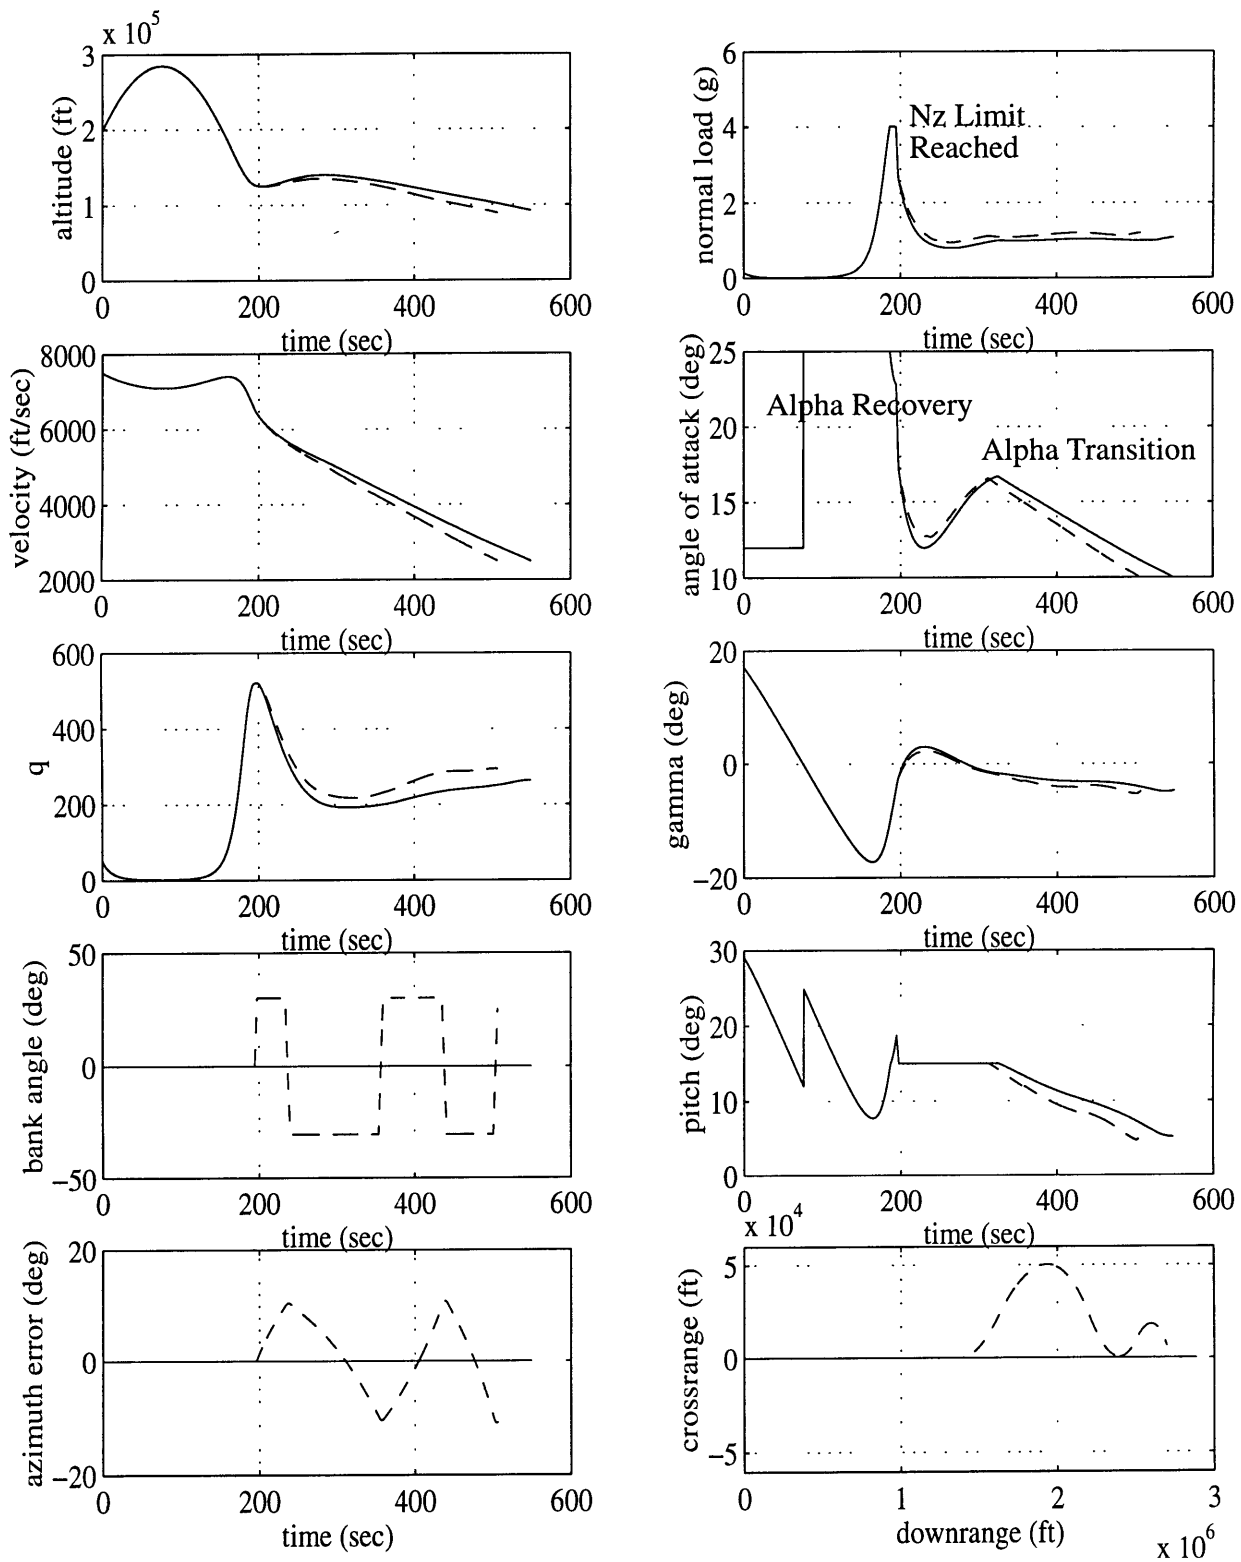 x 10^5
3
2
1
0
altitude (ft)
0 200 400 600
time (sec)
6
4
2
0
normal load (g)
Nz Limit
Reached
0 200 400 600
time (sec)
8000
6000
4000
2000
velocity (ft/sec)
0 200 400 600
time (sec)
25
20
15
10
angle of attack (deg)
Alpha Recovery
Alpha Transition
0 200 400 600
time (sec)
600
400
200
0
q
0 200 400 600
time (sec)
20
0
−20
gamma (deg)
0 200 400 600
time (sec)
50
0
−50
bank angle (deg)
0 200 400 600
time (sec)
30
20
10
0
pitch (deg)
0 200 400 600
time (sec)
20
0
−20
azimuth error (deg)
0 200 400 600
time (sec)
x 10^4
5
0
−5
crossrange (ft)
0 1 2 3
downrange (ft)
x 10^6